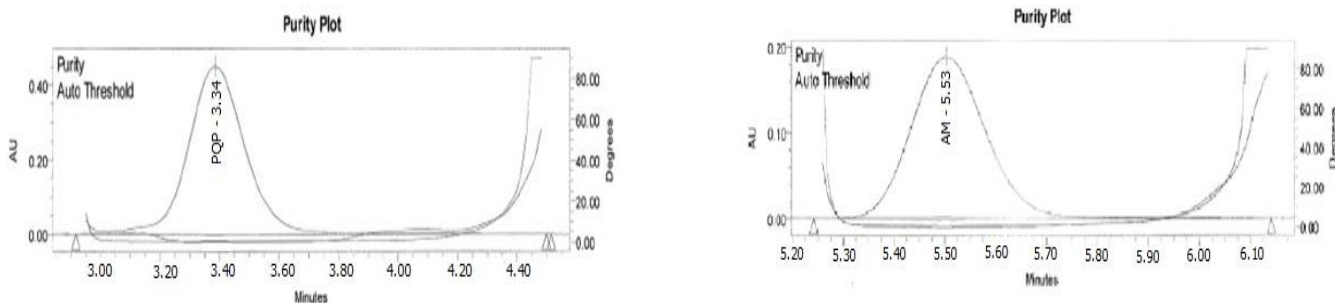 Purity Plot
Purity
Auto Threshold
PQP - 3.34
AU
0.40
0.20
0.00
80.00
60.00
40.00
20.00
0.00
Degrees
3.00 3.20 3.40 3.60 3.80 4.00 4.20 4.40
Minutes
Purity Plot
Purity
Auto Threshold
AM - 5.53
AU
0.20
0.10
0.00
80.00
60.00
40.00
20.00
0.00
Degrees
5.20 5.30 5.40 5.50 5.60 5.70 5.80 5.90 6.00 6.10
Minutes